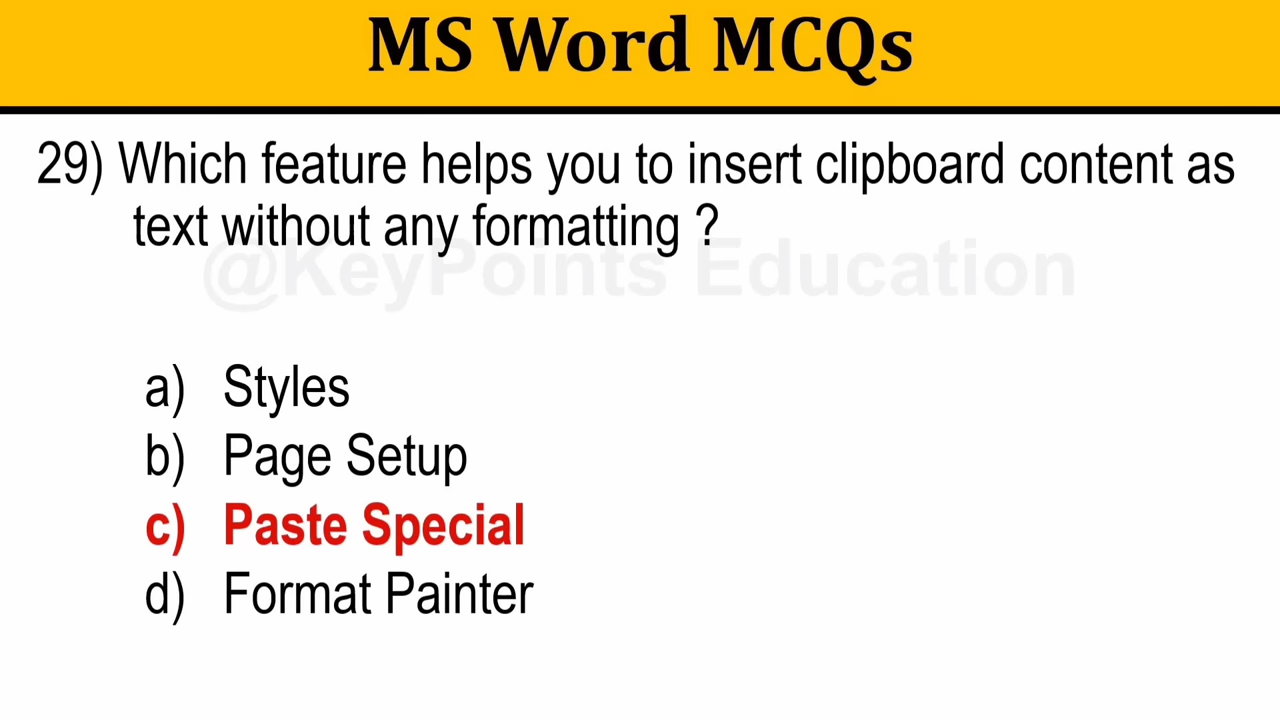 MS Word MCQs
29) Which feature helps you to insert clipboard content as
text without any formatting ?
@KeyPoints Education
a) Styles
b) Page Setup
c) Paste Special
d) Format Painter